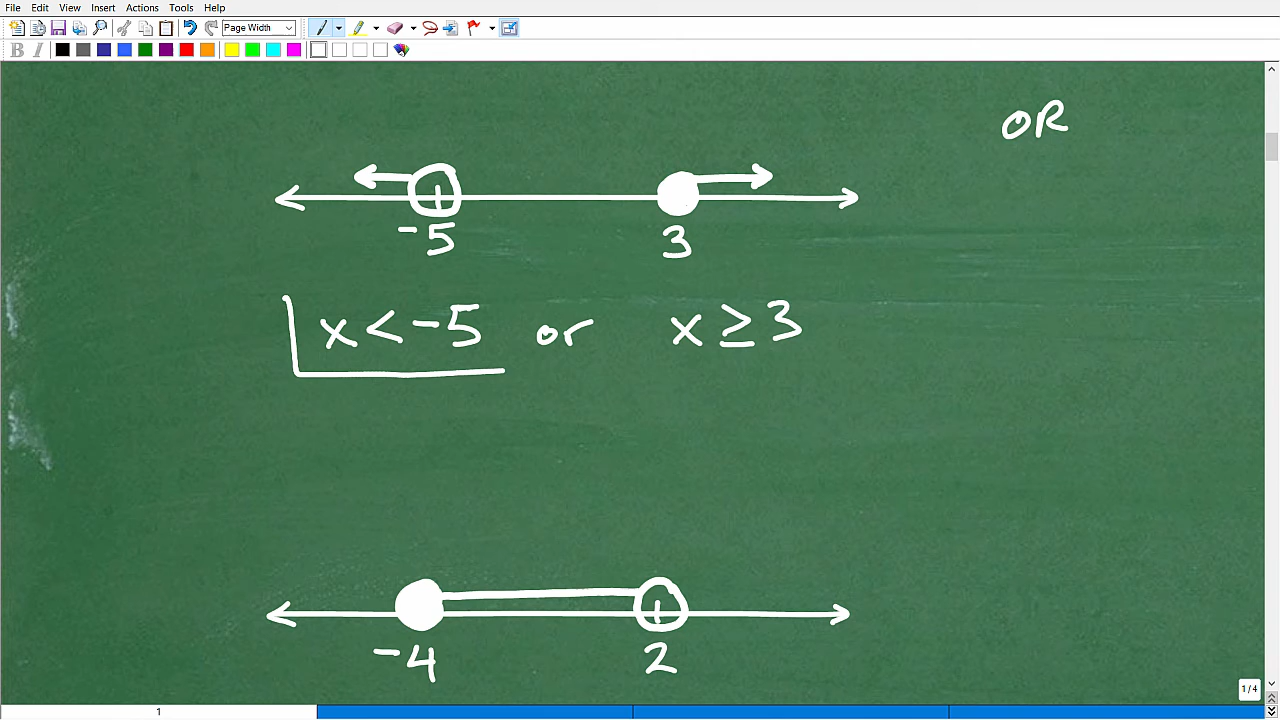 File Edit View Insert Actions Tools Help
Page Width
B I
OR
-5 3
x < -5 or x ≥ 3
-4 2
1 / 4
1